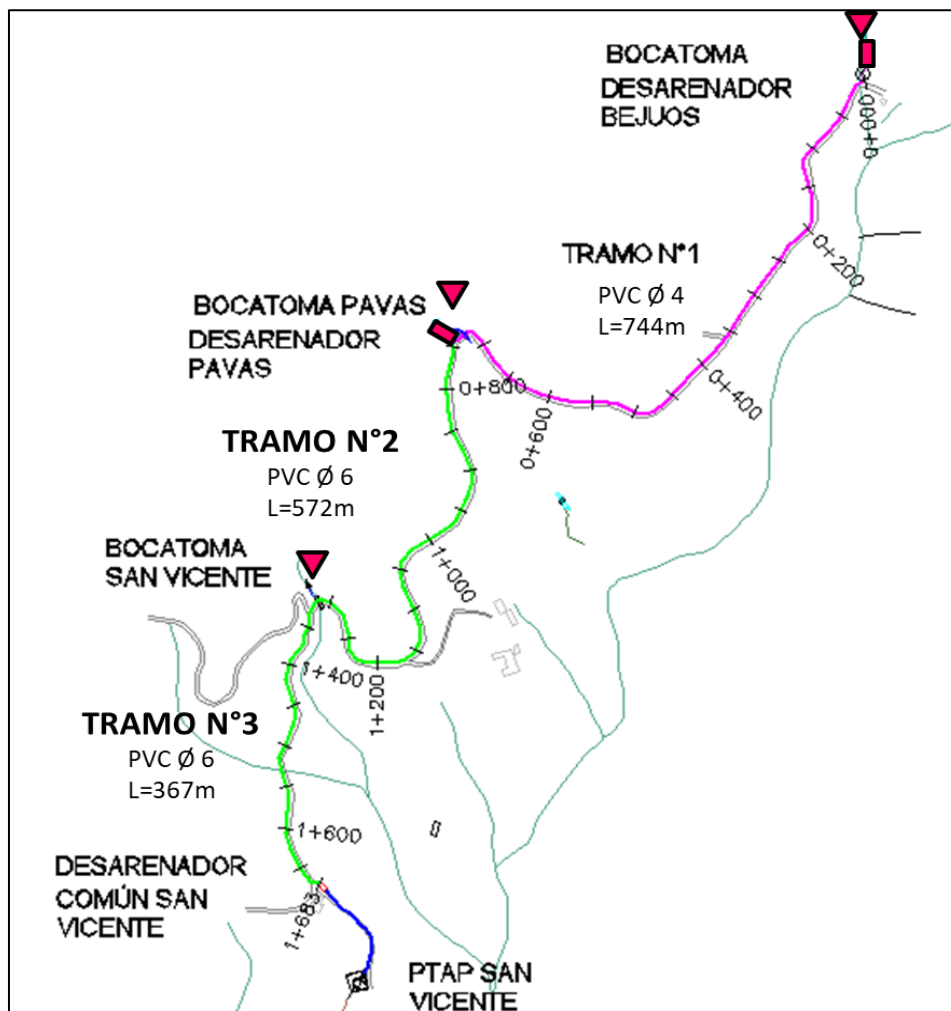 BOCATOMA
DESARENADOR
BEJUOS
0+000
TRAMO N°1
PVC Ø 4
L=744m
0+200
BOCATOMA PAVAS
DESARENADOR
PAVAS
0+800
0+600
0+400
TRAMO N°2
PVC Ø 6
L=572m
BOCATOMA
SAN VICENTE
1+000
1+400
1+200
TRAMO N°3
PVC Ø 6
L=367m
1+600
DESARENADOR
COMÚN SAN
VICENTE
1+683
PTAP SAN
VICENTE